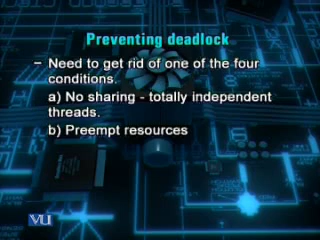 Preventing deadlock
– Need to get rid of one of the four
conditions.
a) No sharing - totally independent
threads.
b) Preempt resources
VU